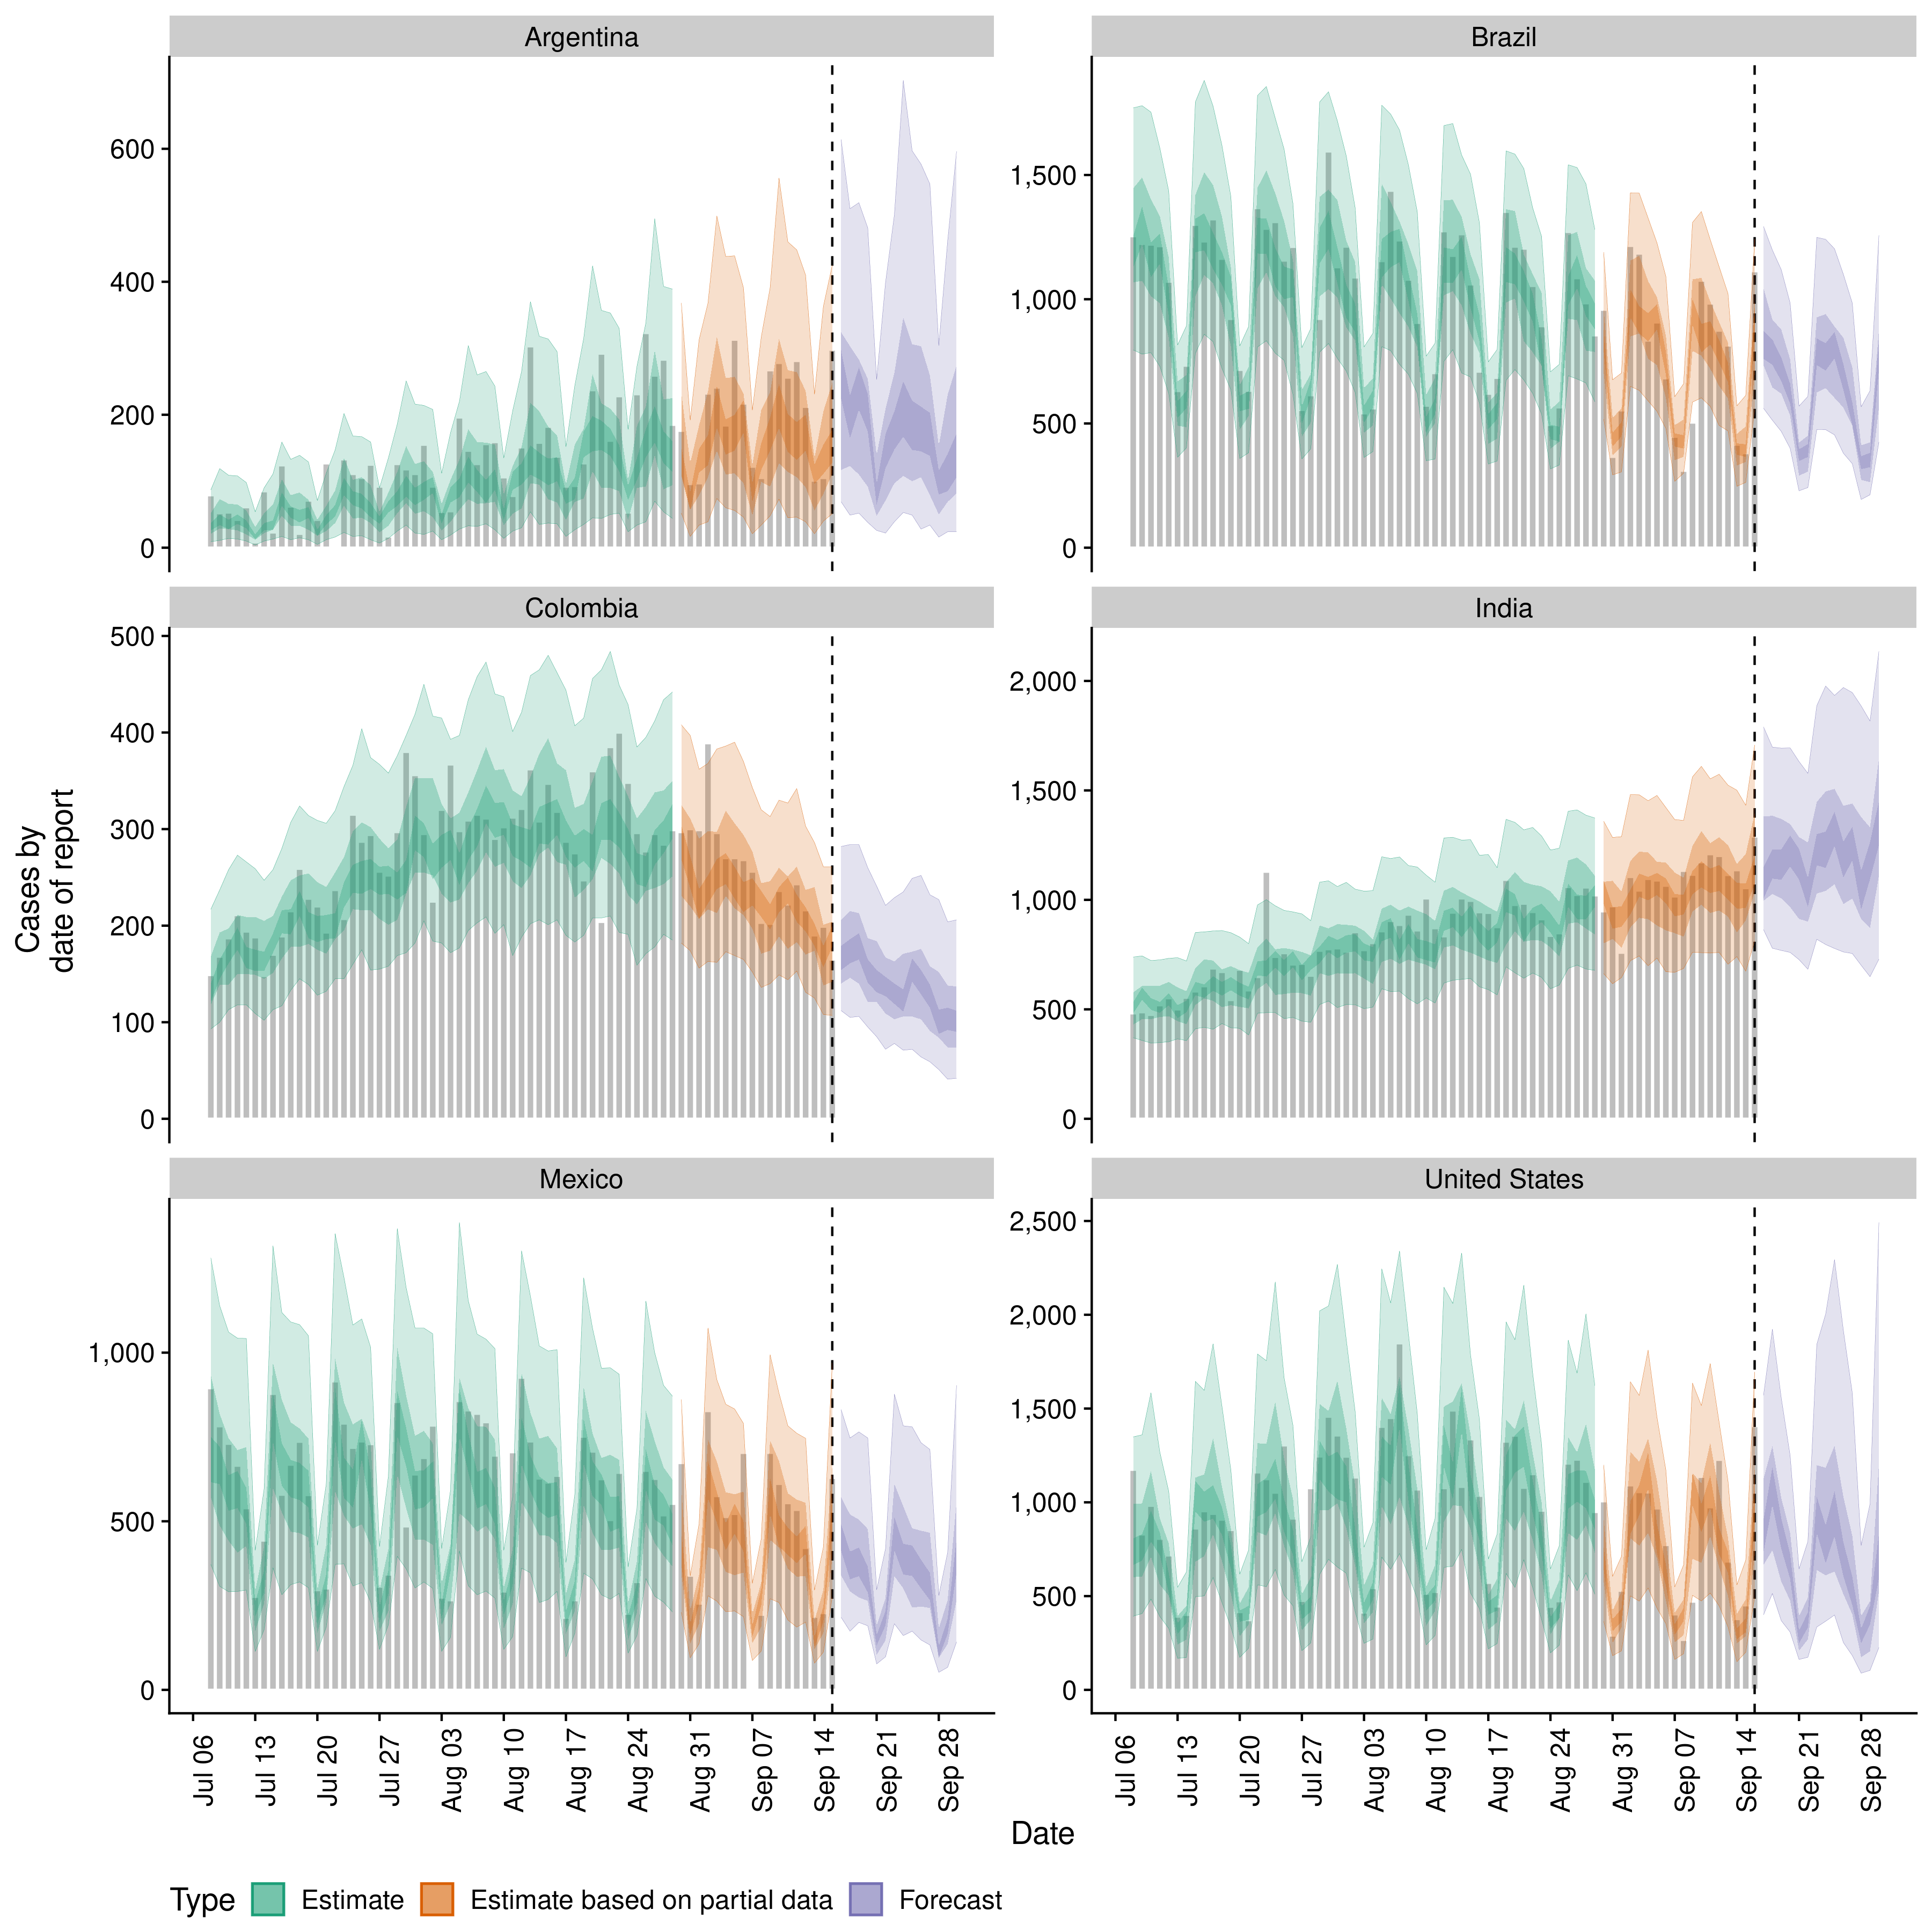 Argentina
Brazil
600
400
200
0
1,500
1,000
500
0
Colombia
India
500
400
300
200
100
0
2,000
1,500
1,000
500
0
Cases by
date of report
Mexico
United States
1,000
500
0
2,500
2,000
1,500
1,000
500
0
Jul 06
Jul 13
Jul 20
Jul 27
Aug 03
Aug 10
Aug 17
Aug 24
Aug 31
Sep 07
Sep 14
Sep 21
Sep 28
Jul 06
Jul 13
Jul 20
Jul 27
Aug 03
Aug 10
Aug 17
Aug 24
Aug 31
Sep 07
Sep 14
Sep 21
Sep 28
Date
Type Estimate Estimate based on partial data Forecast